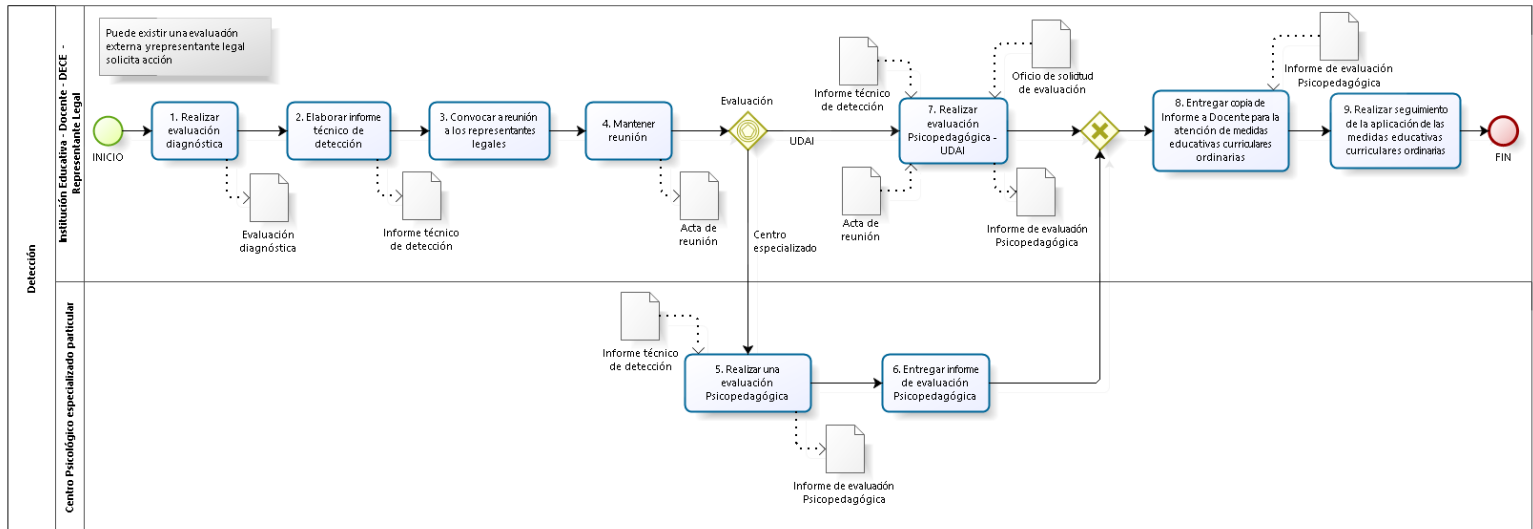 Detección
Institución Educativa - Docente - DECE -
Representante Legal
Puede existir una evaluación
externa y representante legal
solicita acción
INICIO
1. Realizar
evaluación
diagnóstica
Evaluación
diagnóstica
2. Elaborar informe
técnico de
detección
Informe técnico
de detección
3. Convocar a reunión
a los representantes
legales
4. Mantener
reunión
Acta de
reunión
Evaluación
UDAI
Centro
especializado
Informe técnico
de detección
Oficio de solicitud
de evaluación
7. Realizar
evaluación
Psicopedagógica -
UDAI
Acta de
reunión
Informe de evaluación
Psicopedagógica
Informe de evaluación
Psicopedagógica
8. Entregar copia de
Informe a Docente para la
atención de medidas
educativas curriculares
ordinarias
9. Realizar seguimiento
de la aplicación de las
medidas educativas
curriculares ordinarias
FIN
Centro Psicológico especializado particular
Informe técnico
de detección
5. Realizar una
evaluación
Psicopedagógica
Informe de evaluación
Psicopedagógica
6. Entregar informe
de evaluación
Psicopedagógica